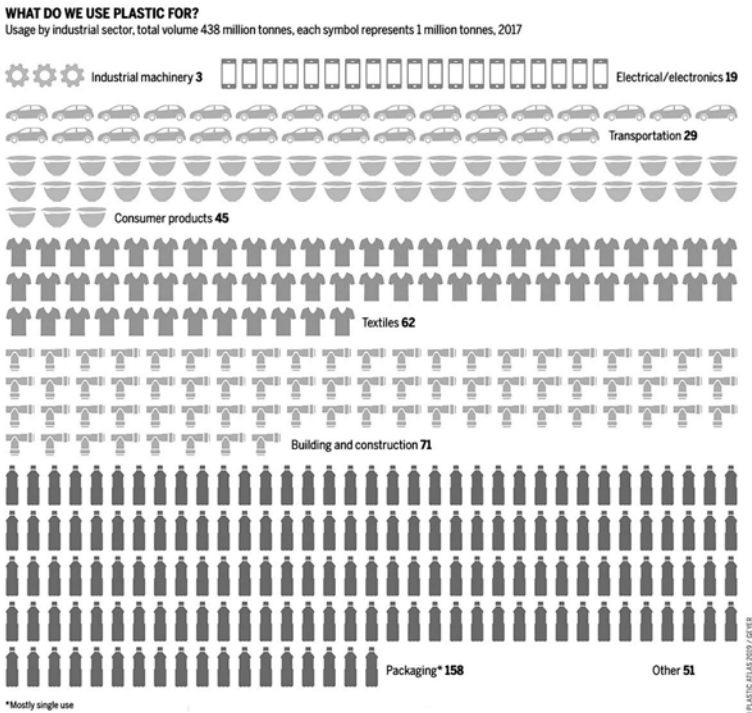 WHAT DO WE USE PLASTIC FOR?
Usage by industrial sector, total volume 438 million tonnes, each symbol represents 1 million tonnes, 2017
Industrial machinery 3
Electrical/electronics 19
Transportation 29
Consumer products 45
Textiles 62
Building and construction 71
Packaging* 158
Other 51
*Mostly single use
PLASTIC ATLAS 2019 / GEYER